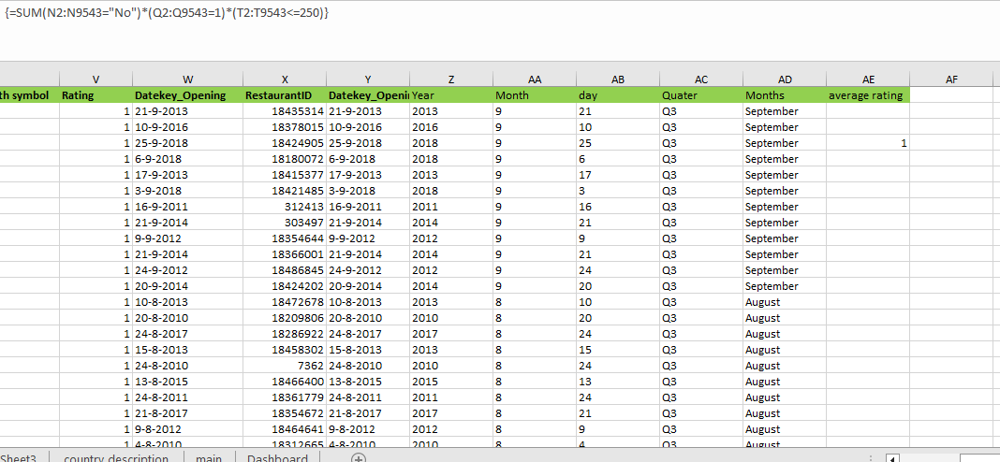 {=SUM(N2:N9543="No")*(Q2:Q9543=1)*(T2:T9543<=250)}
V W X Y Z AA AB AC AD AE AF
th symbol Rating Datekey_Opening RestaurantID Datekey_Openi Year Month day Quater Months average rating
1 21-9-2013 18435314 21-9-2013 2013 9 21 Q3 September
1 10-9-2016 18378015 10-9-2016 2016 9 10 Q3 September
1 25-9-2018 18424905 25-9-2018 2018 9 25 Q3 September 1
1 6-9-2018 18180072 6-9-2018 2018 9 6 Q3 September
1 17-9-2013 18415377 17-9-2013 2013 9 17 Q3 September
1 3-9-2018 18421485 3-9-2018 2018 9 3 Q3 September
1 16-9-2011 312413 16-9-2011 2011 9 16 Q3 September
1 21-9-2014 303497 21-9-2014 2014 9 21 Q3 September
1 9-9-2012 18354644 9-9-2012 2012 9 9 Q3 September
1 21-9-2014 18366001 21-9-2014 2014 9 21 Q3 September
1 24-9-2012 18486845 24-9-2012 2012 9 24 Q3 September
1 20-9-2014 18424202 20-9-2014 2014 9 20 Q3 September
1 10-8-2013 18472678 10-8-2013 2013 8 10 Q3 August
1 20-8-2010 18209806 20-8-2010 2010 8 20 Q3 August
1 24-8-2017 18286922 24-8-2017 2017 8 24 Q3 August
1 15-8-2013 18458302 15-8-2013 2013 8 15 Q3 August
1 24-8-2010 7362 24-8-2010 2010 8 24 Q3 August
1 13-8-2015 18466400 13-8-2015 2015 8 13 Q3 August
1 24-8-2011 18361779 24-8-2011 2011 8 24 Q3 August
1 21-8-2017 18354672 21-8-2017 2017 8 21 Q3 August
1 9-8-2012 18464641 9-8-2012 2012 8 9 Q3 August
1 4-8-2010 18312665 4-8-2010 2010 8 4 Q3 August
Sheet3 country description main Dashboard